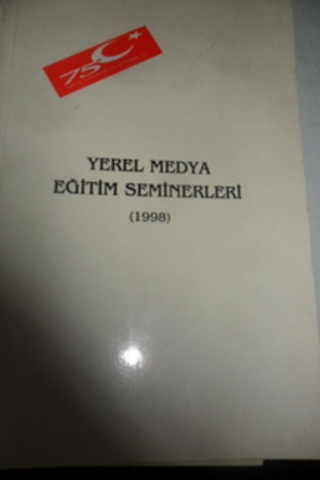 75
YEREL MEDYA
EĞİTİM SEMİNERLERİ
(1998)